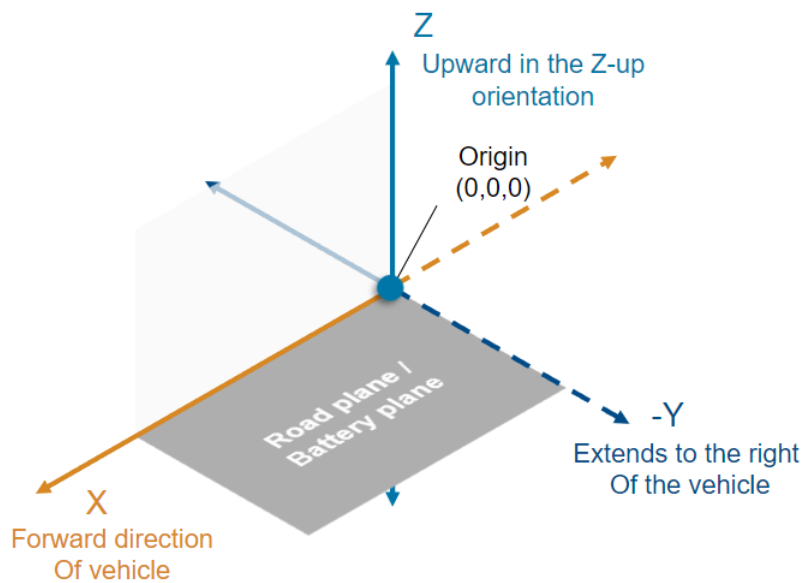 Z
Upward in the Z-up
orientation
Origin
(0,0,0)
Road plane /
Battery plane
-Y
Extends to the right
Of the vehicle
X
Forward direction
Of vehicle